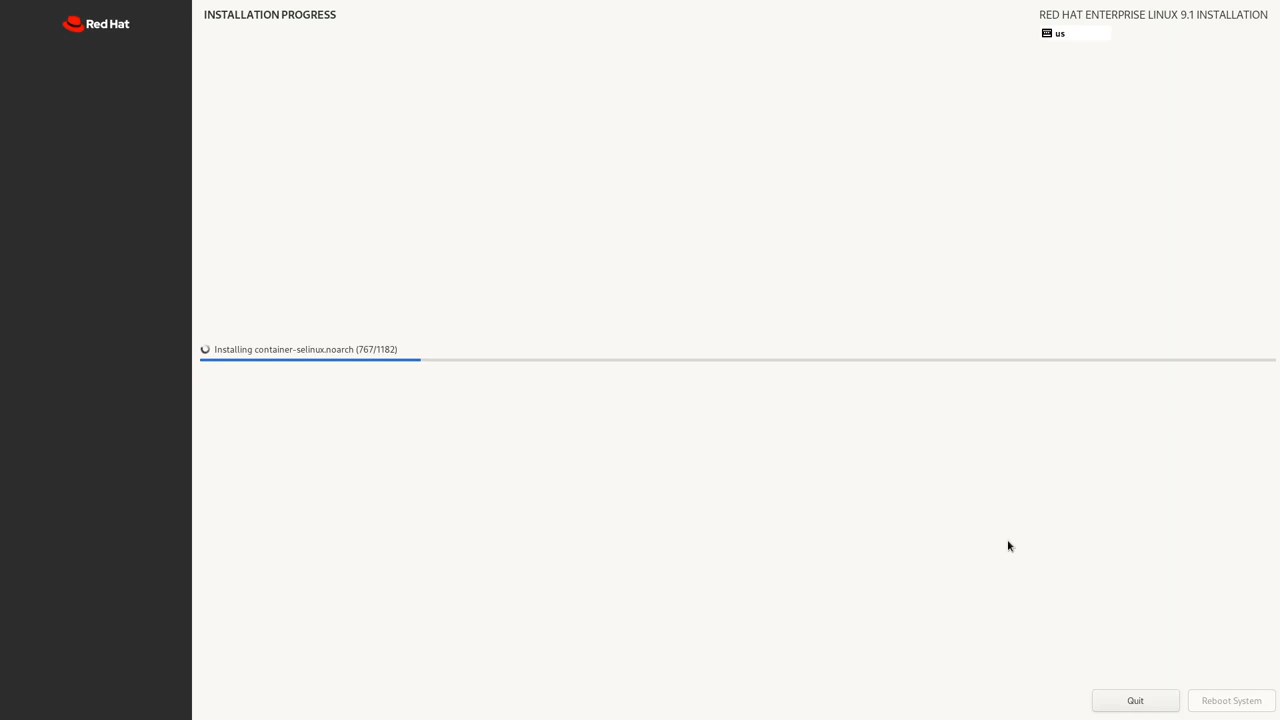 Red Hat
INSTALLATION PROGRESS
RED HAT ENTERPRISE LINUX 9.1 INSTALLATION
us
Installing container-selinux.noarch (767/1182)
Quit
Reboot System